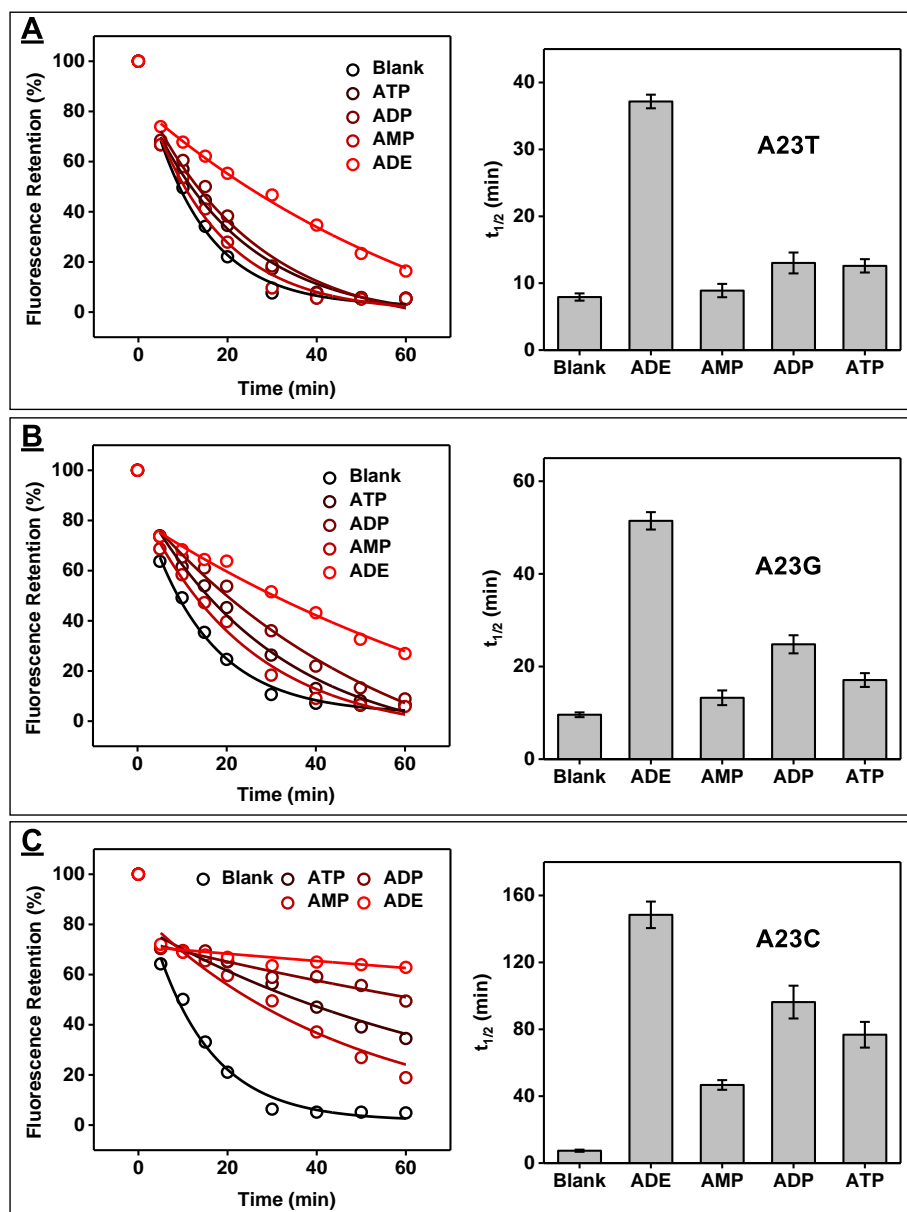 A
Fluorescence Retention (%)
100
80
60
40
20
0
Blank
ATP
ADP
AMP
ADE
0 20 40 60
Time (min)
t1/2 (min)
40
30
20
10
0
A23T
Blank ADE AMP ADP ATP
B
Fluorescence Retention (%)
100
80
60
40
20
0
Blank
ATP
ADP
AMP
ADE
0 20 40 60
Time (min)
t1/2 (min)
60
40
20
0
A23G
Blank ADE AMP ADP ATP
C
Fluorescence Retention (%)
100
80
60
40
20
0
Blank ATP ADP
AMP ADE
0 20 40 60
Time (min)
t1/2 (min)
160
120
80
40
0
A23C
Blank ADE AMP ADP ATP